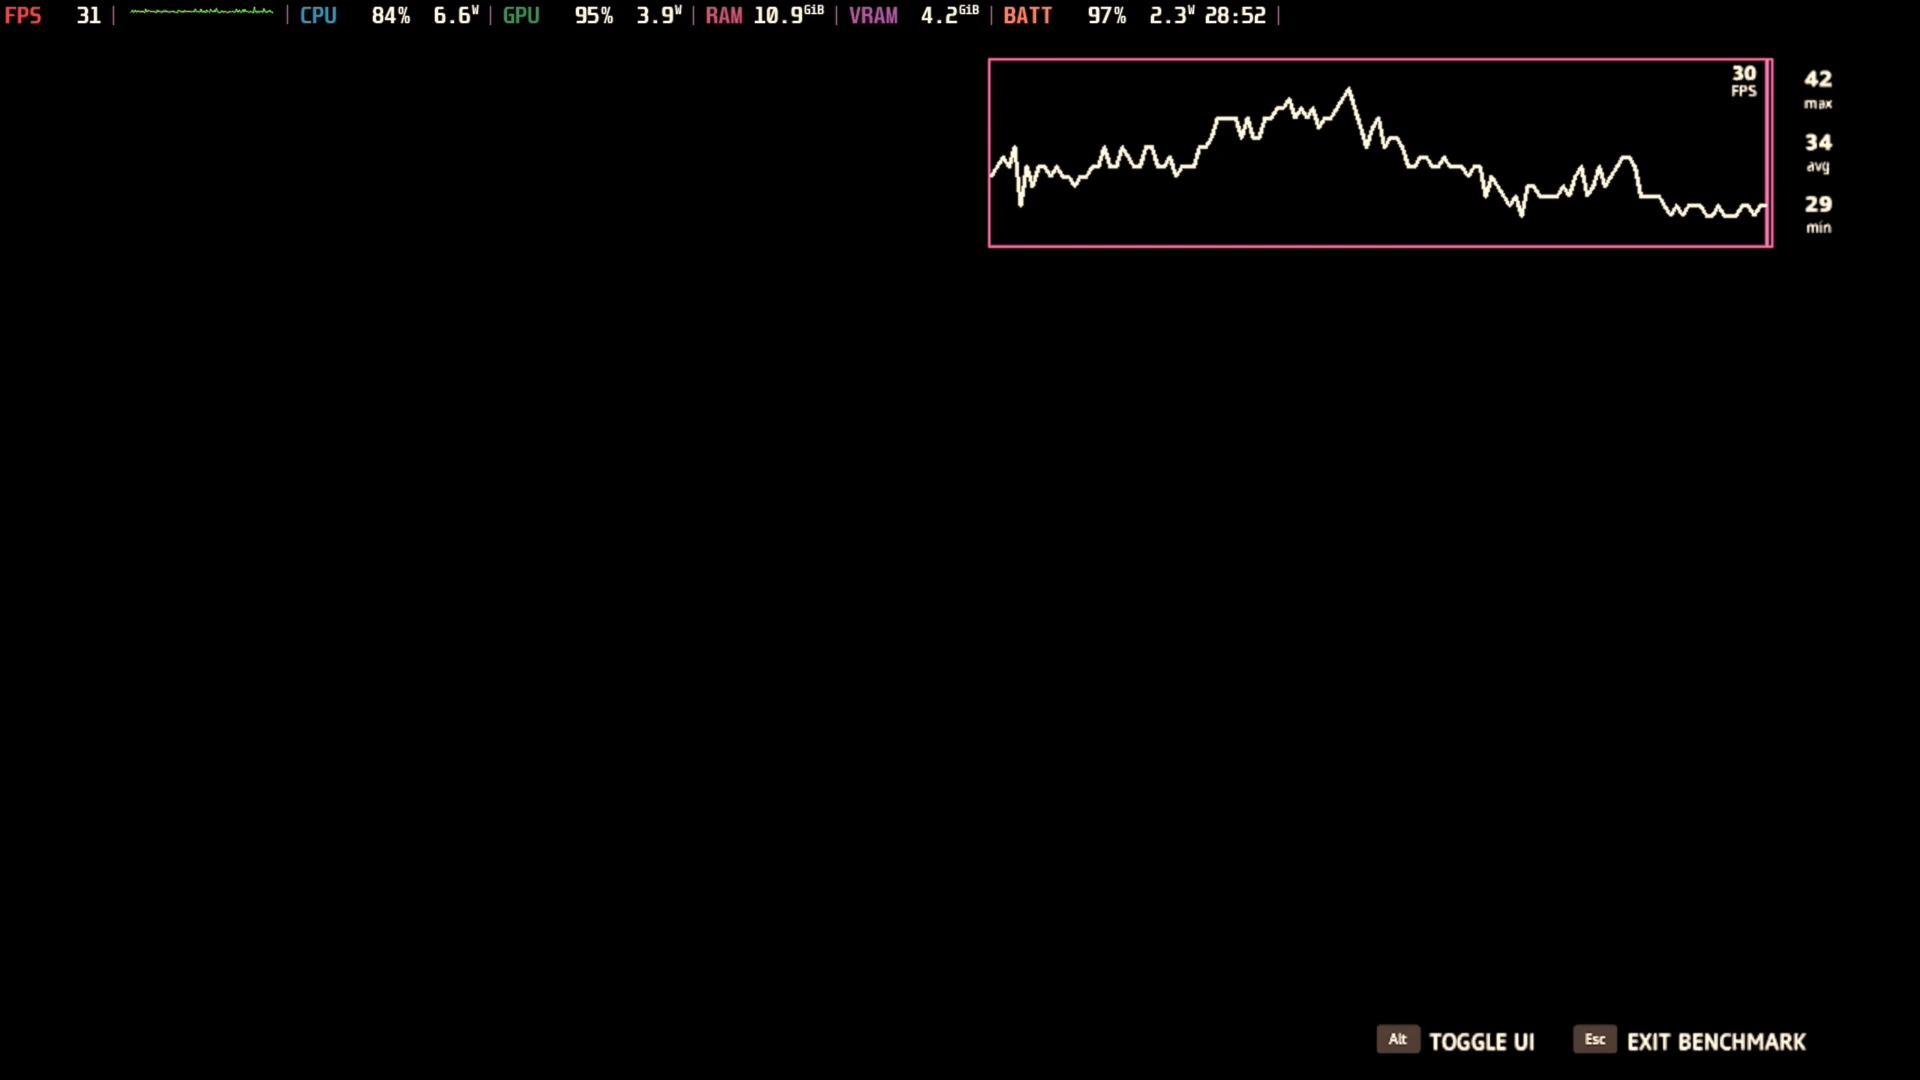 FPS 31 | | CPU 84% 6.6W | GPU 95% 3.9W | RAM 10.9GiB | VRAM 4.2GiB | BATT 97% 2.3W 28:52 |
30
FPS
42
max
34
avg
29
min
Alt TOGGLE UI Esc EXIT BENCHMARK